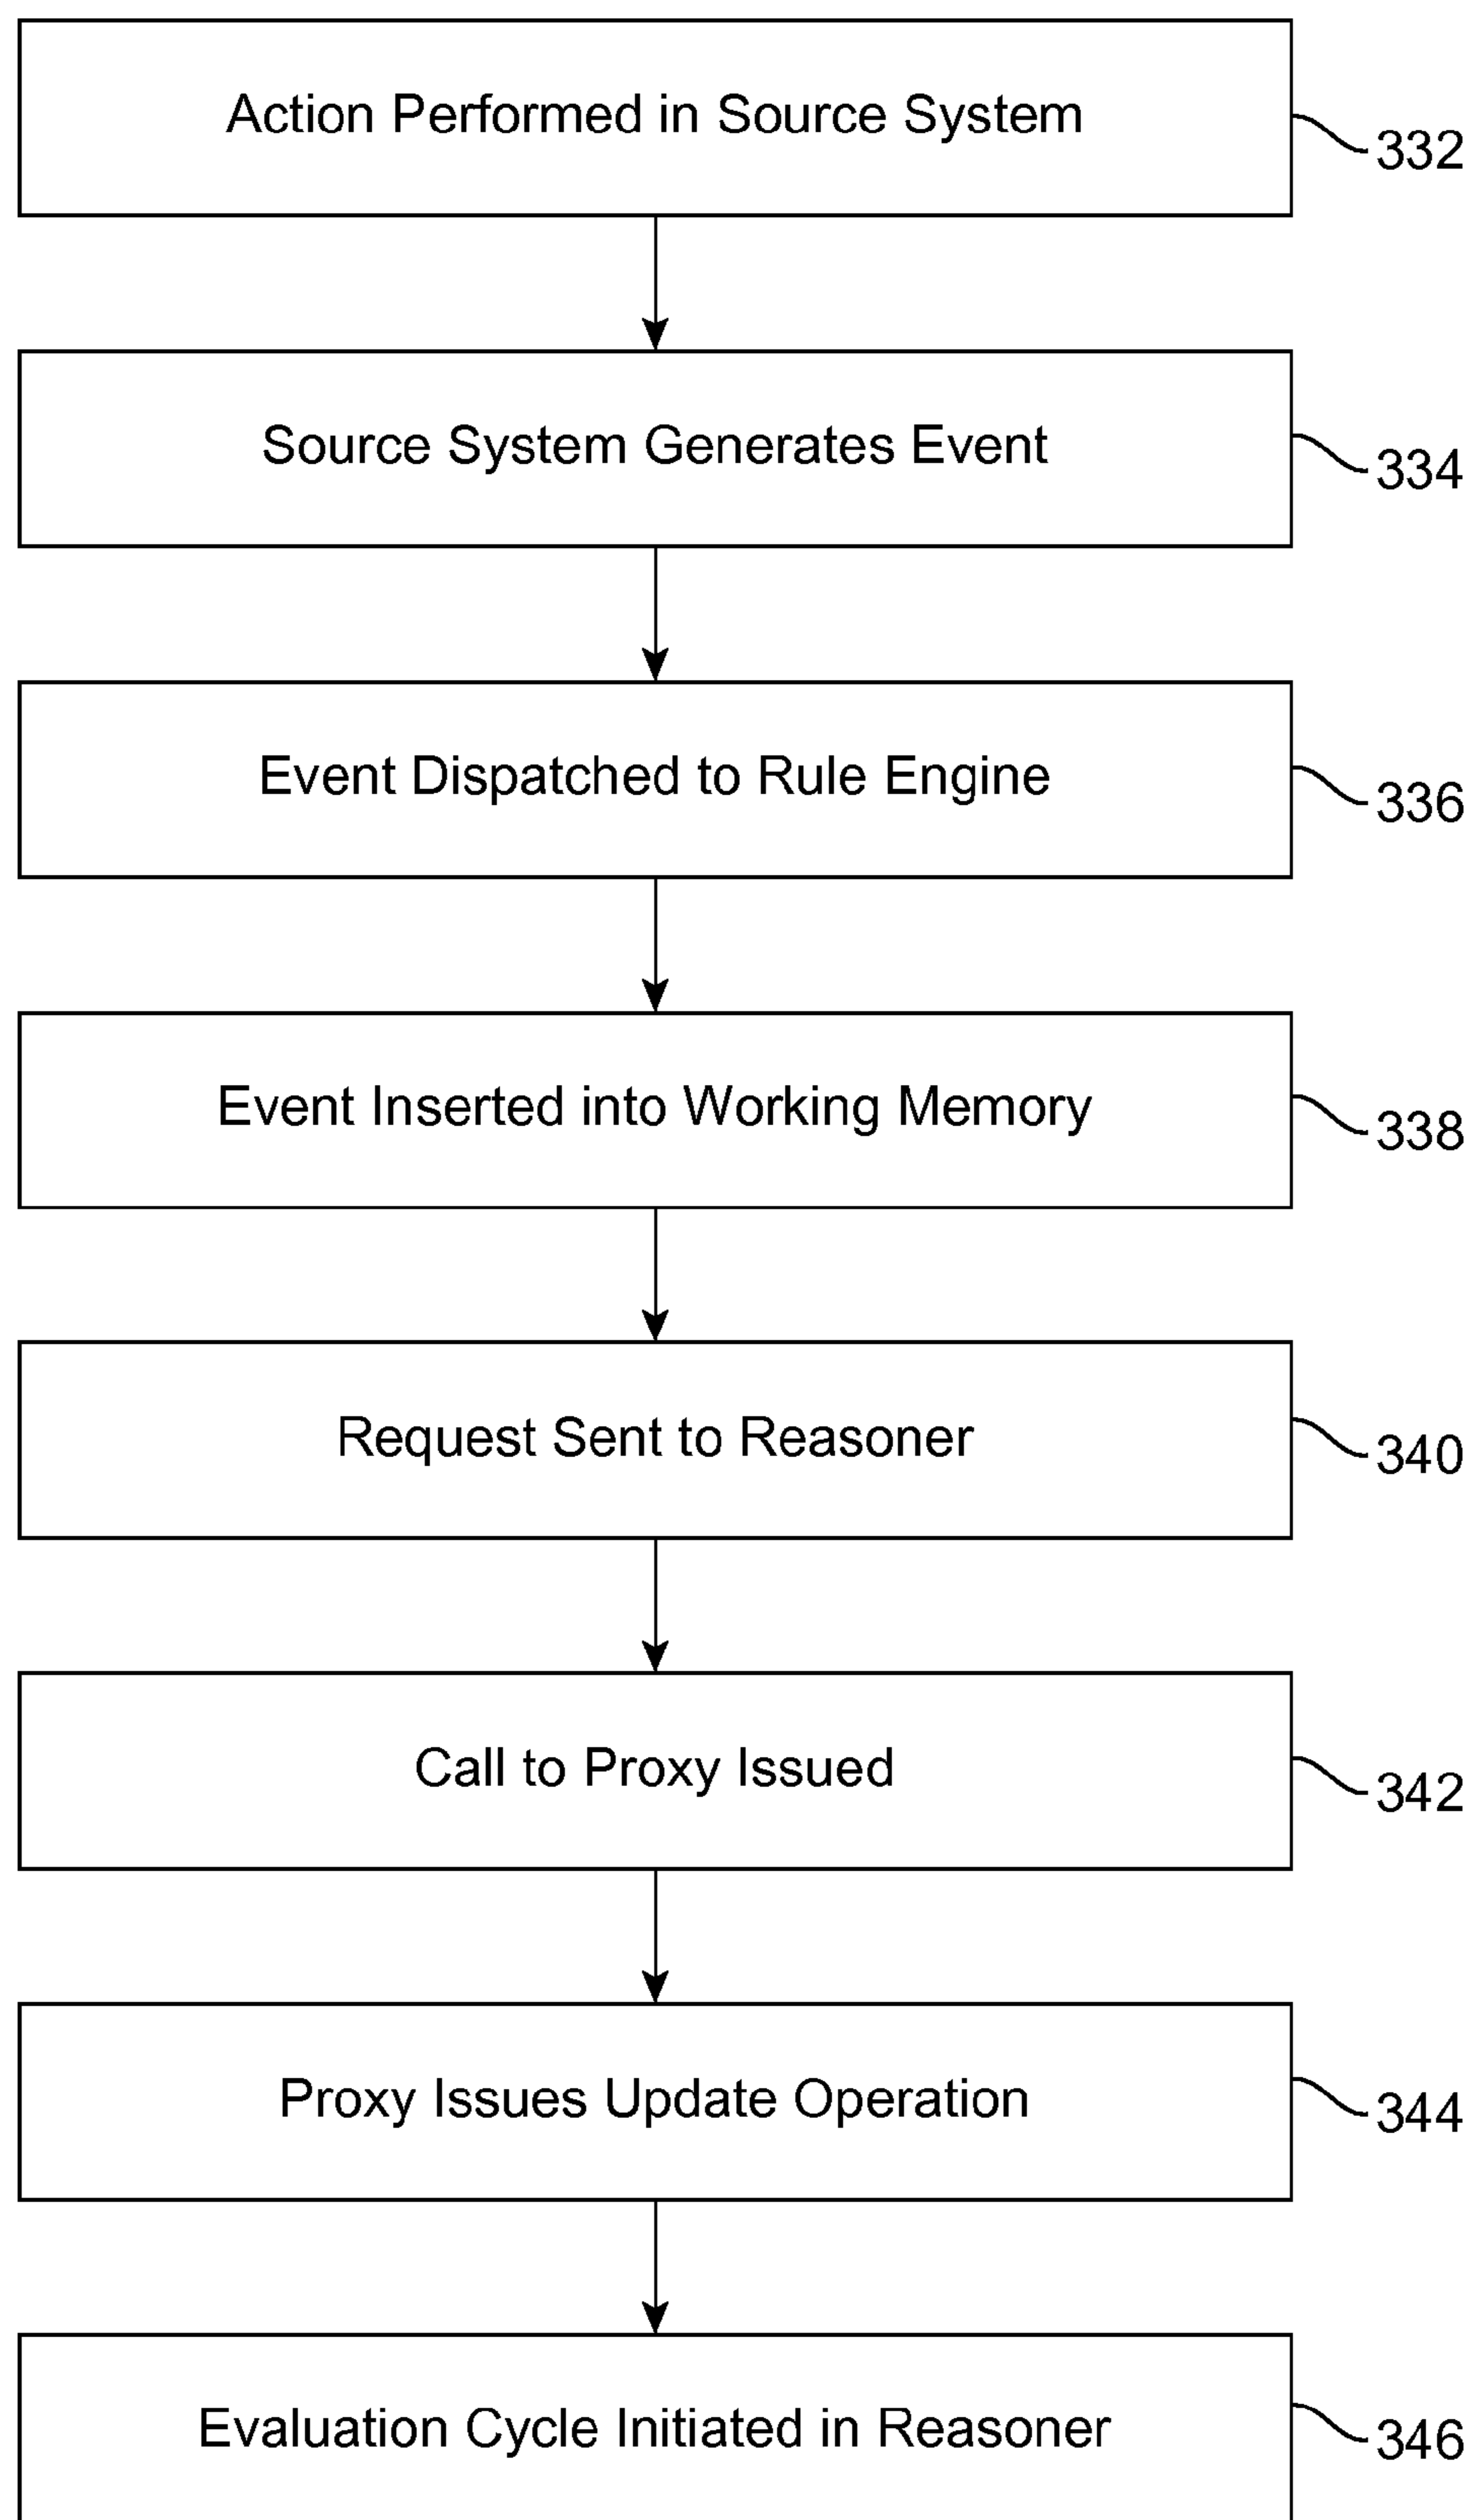 Action Performed in Source System
332
Source System Generates Event
334
Event Dispatched to Rule Engine
336
Event Inserted into Working Memory
338
Request Sent to Reasoner
340
Call to Proxy Issued
342
Proxy Issues Update Operation
344
Evaluation Cycle Initiated in Reasoner
346